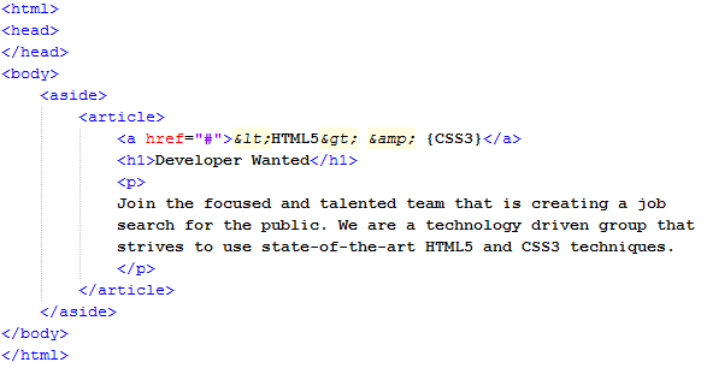 <html>
<head>
</head>
<body>
<aside>
<article>
<a href="#">&lt;HTML5&gt; &amp; {CSS3}</a>
<h1>Developer Wanted</h1>
<p>
Join the focused and talented team that is creating a job
search for the public. We are a technology driven group that
strives to use state-of-the-art HTML5 and CSS3 techniques.
</p>
</article>
</aside>
</body>
</html>